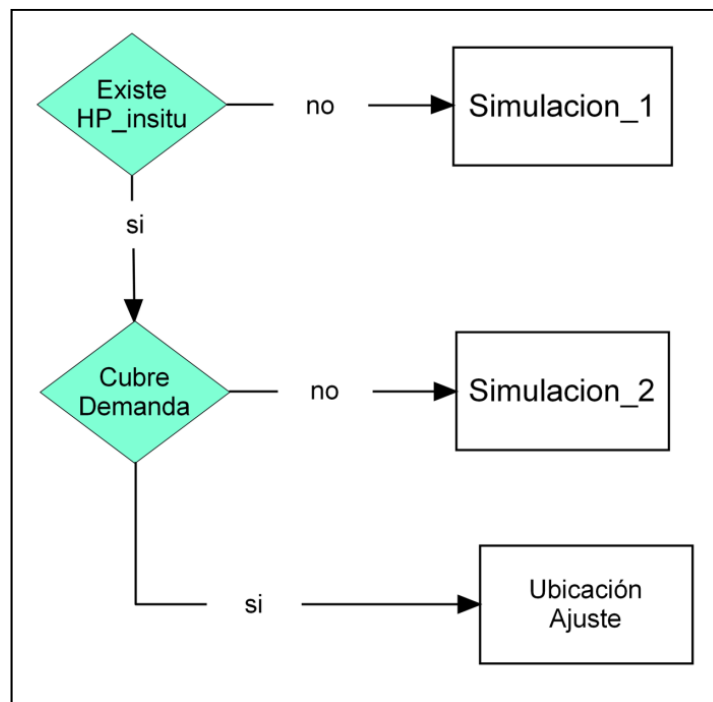 Existe
HP_insitu
no
Simulacion_1
si
Cubre
Demanda
no
Simulacion_2
si
Ubicación
Ajuste